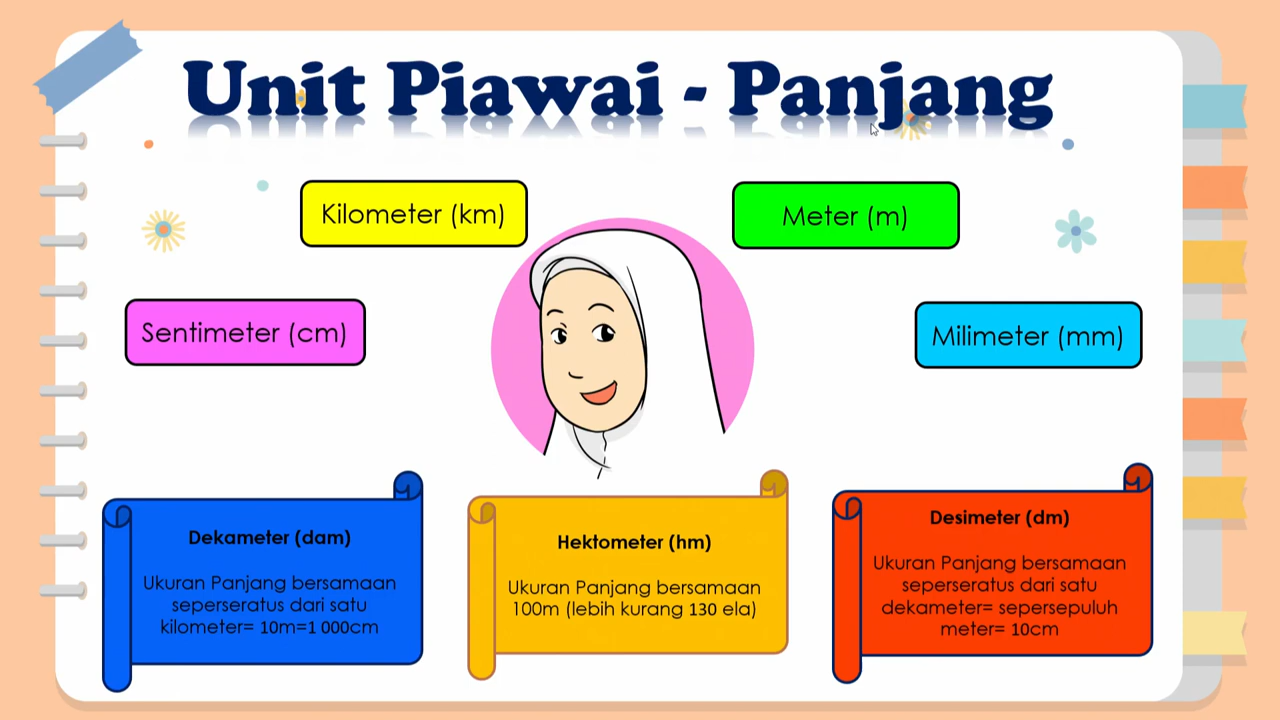 Unit Piawai - Panjang
Kilometer (km)
Meter (m)
Sentimeter (cm)
Milimeter (mm)
Dekameter (dam)
Ukuran Panjang bersamaan
seperseratus dari satu
kilometer= 10m=1 000cm
Hektometer (hm)
Ukuran Panjang bersamaan
100m (lebih kurang 130 ela)
Desimeter (dm)
Ukuran Panjang bersamaan
seperseratus dari satu
dekameter= sepersepuluh
meter= 10cm